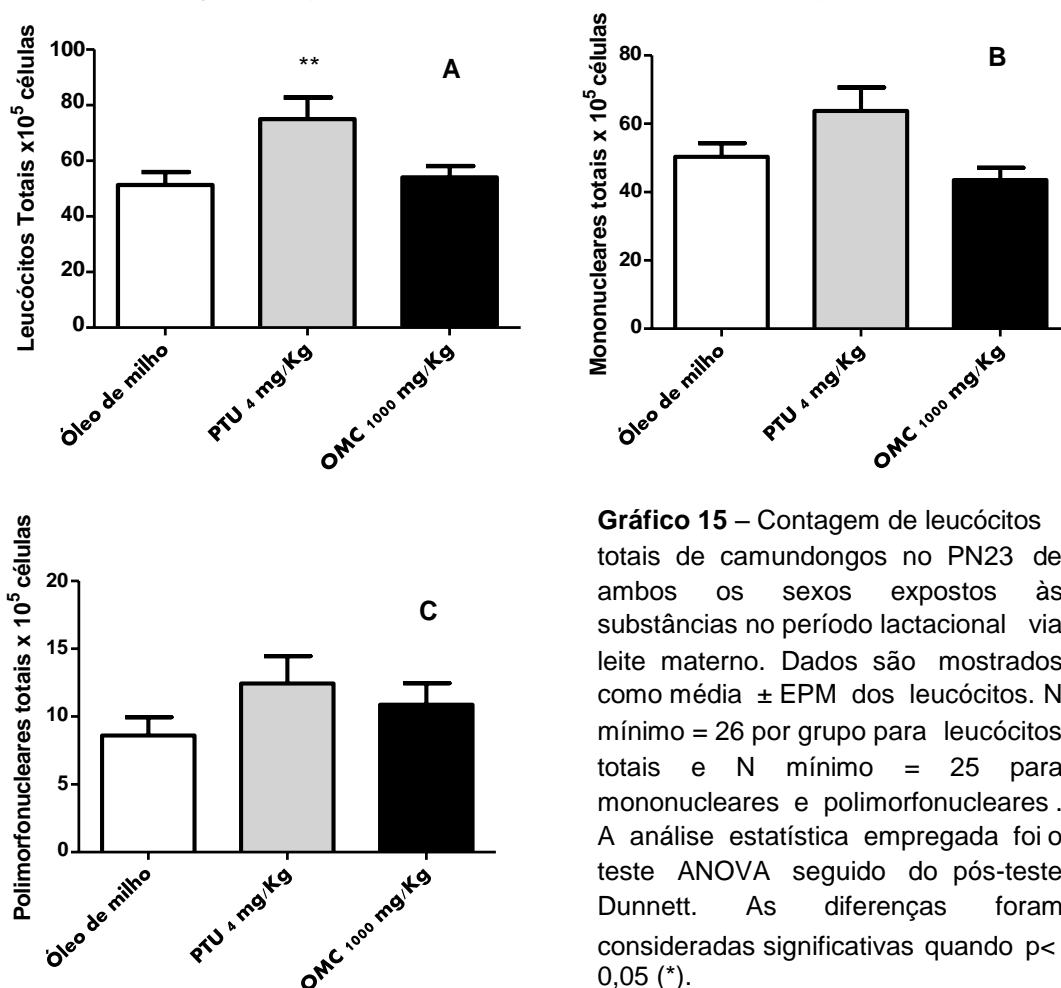 Leucócitos Totais x10⁵ células
100
80
60
40
20
0
**
A
Óleo de milho
PTU 4 mg/Kg
OMC 1000 mg/Kg
Mononucleares totais x 10⁵ células
80
60
40
20
0
B
Óleo de milho
PTU 4 mg/Kg
OMC 1000 mg/Kg
Polimorfonucleares totais x 10⁵ células
20
15
10
5
0
C
Óleo de milho
PTU 4 mg/Kg
OMC 1000 mg/Kg
Gráfico 15 – Contagem de leucócitos
totais de camundongos no PN23 de
ambos os sexos expostos às
substâncias no período lactacional via
leite materno. Dados são mostrados
como média ± EPM dos leucócitos. N
mínimo = 26 por grupo para leucócitos
totais e N mínimo = 25 para
mononucleares e polimorfonucleares .
A análise estatística empregada foi o
teste ANOVA seguido do pós-teste
Dunnett. As diferenças foram
consideradas significativas quando p<
0,05 (*).